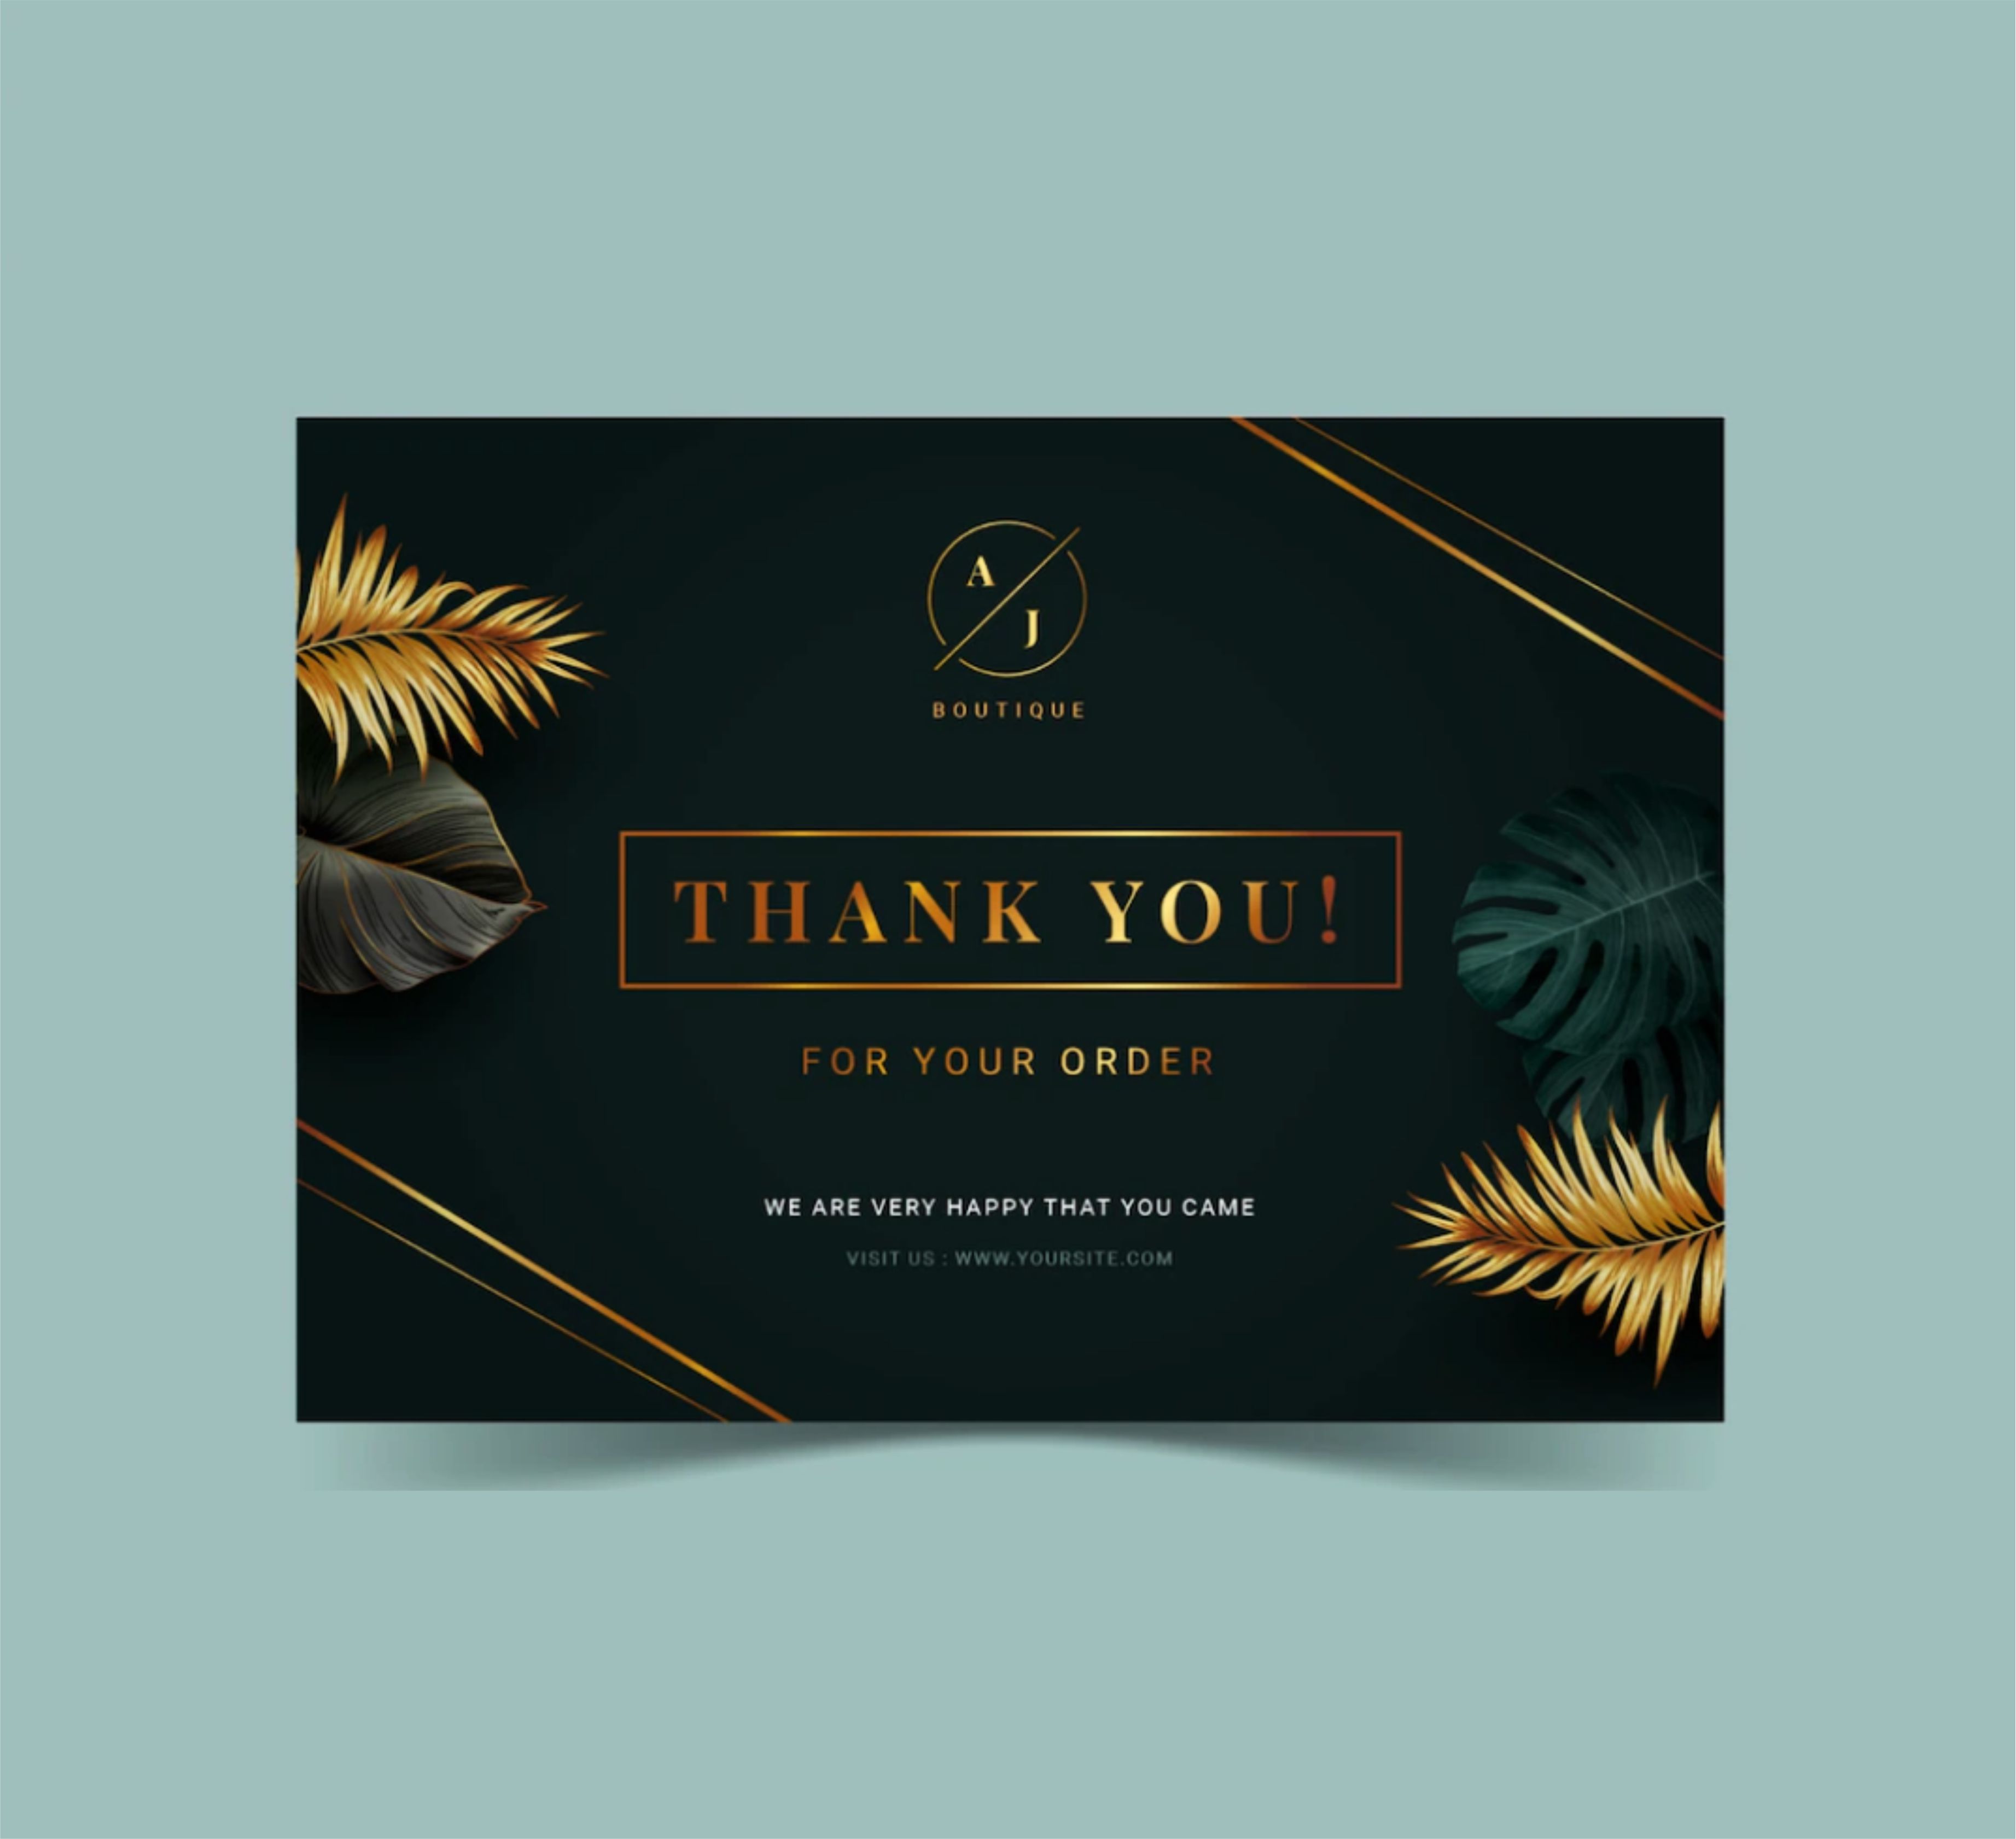 A
J
BOUTIQUE
THANK YOU!
FOR YOUR ORDER
WE ARE VERY HAPPY THAT YOU CAME
VISIT US : WWW.YOURSITE.COM